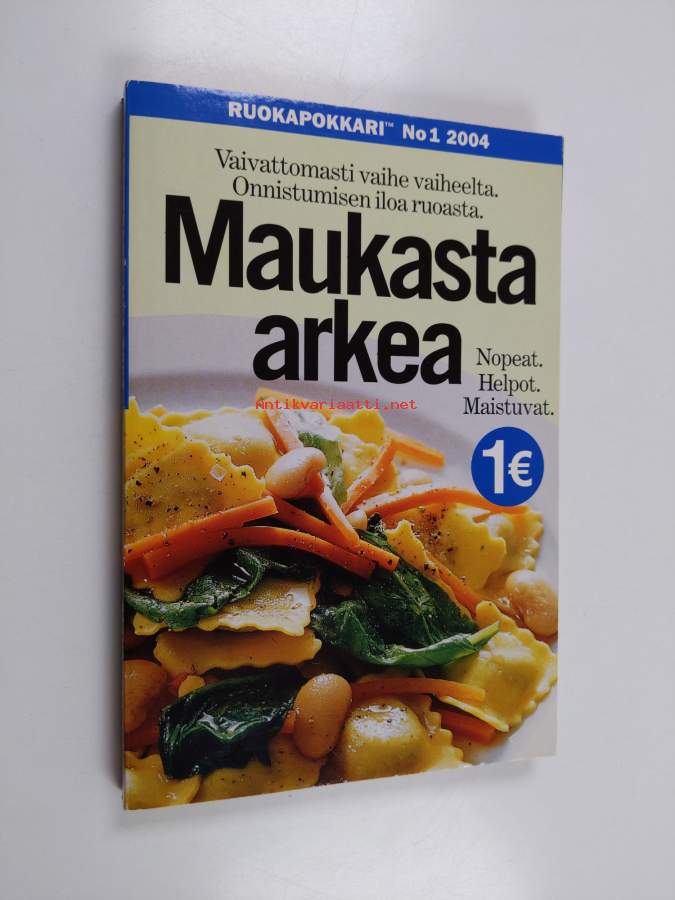 RUOKAPOKKARI™ No 1 2004
Vaivattomasti vaihe vaiheelta.
Onnistumisen iloa ruoasta.
Maukasta
arkea
Nopeat.
Helpot.
Maistuvat.
Antikvariaatti.net
1€